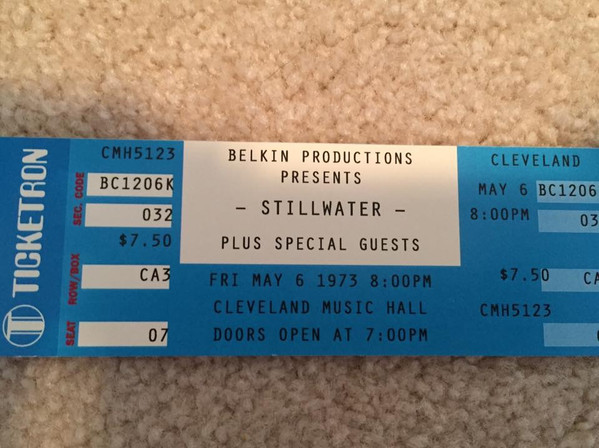 TICKETRON
CMH5123
SEC. CODE
BC1206K
032
$7.50
ROW/BOX
CA3
SEAT
07
BELKIN PRODUCTIONS
PRESENTS
- STILLWATER -
PLUS SPECIAL GUESTS
FRI MAY 6 1973 8:00PM
CLEVELAND MUSIC HALL
DOORS OPEN AT 7:00PM
CLEVELAND
MAY 6 BC1206
8:00PM 03
$7.50 CA
CMH5123